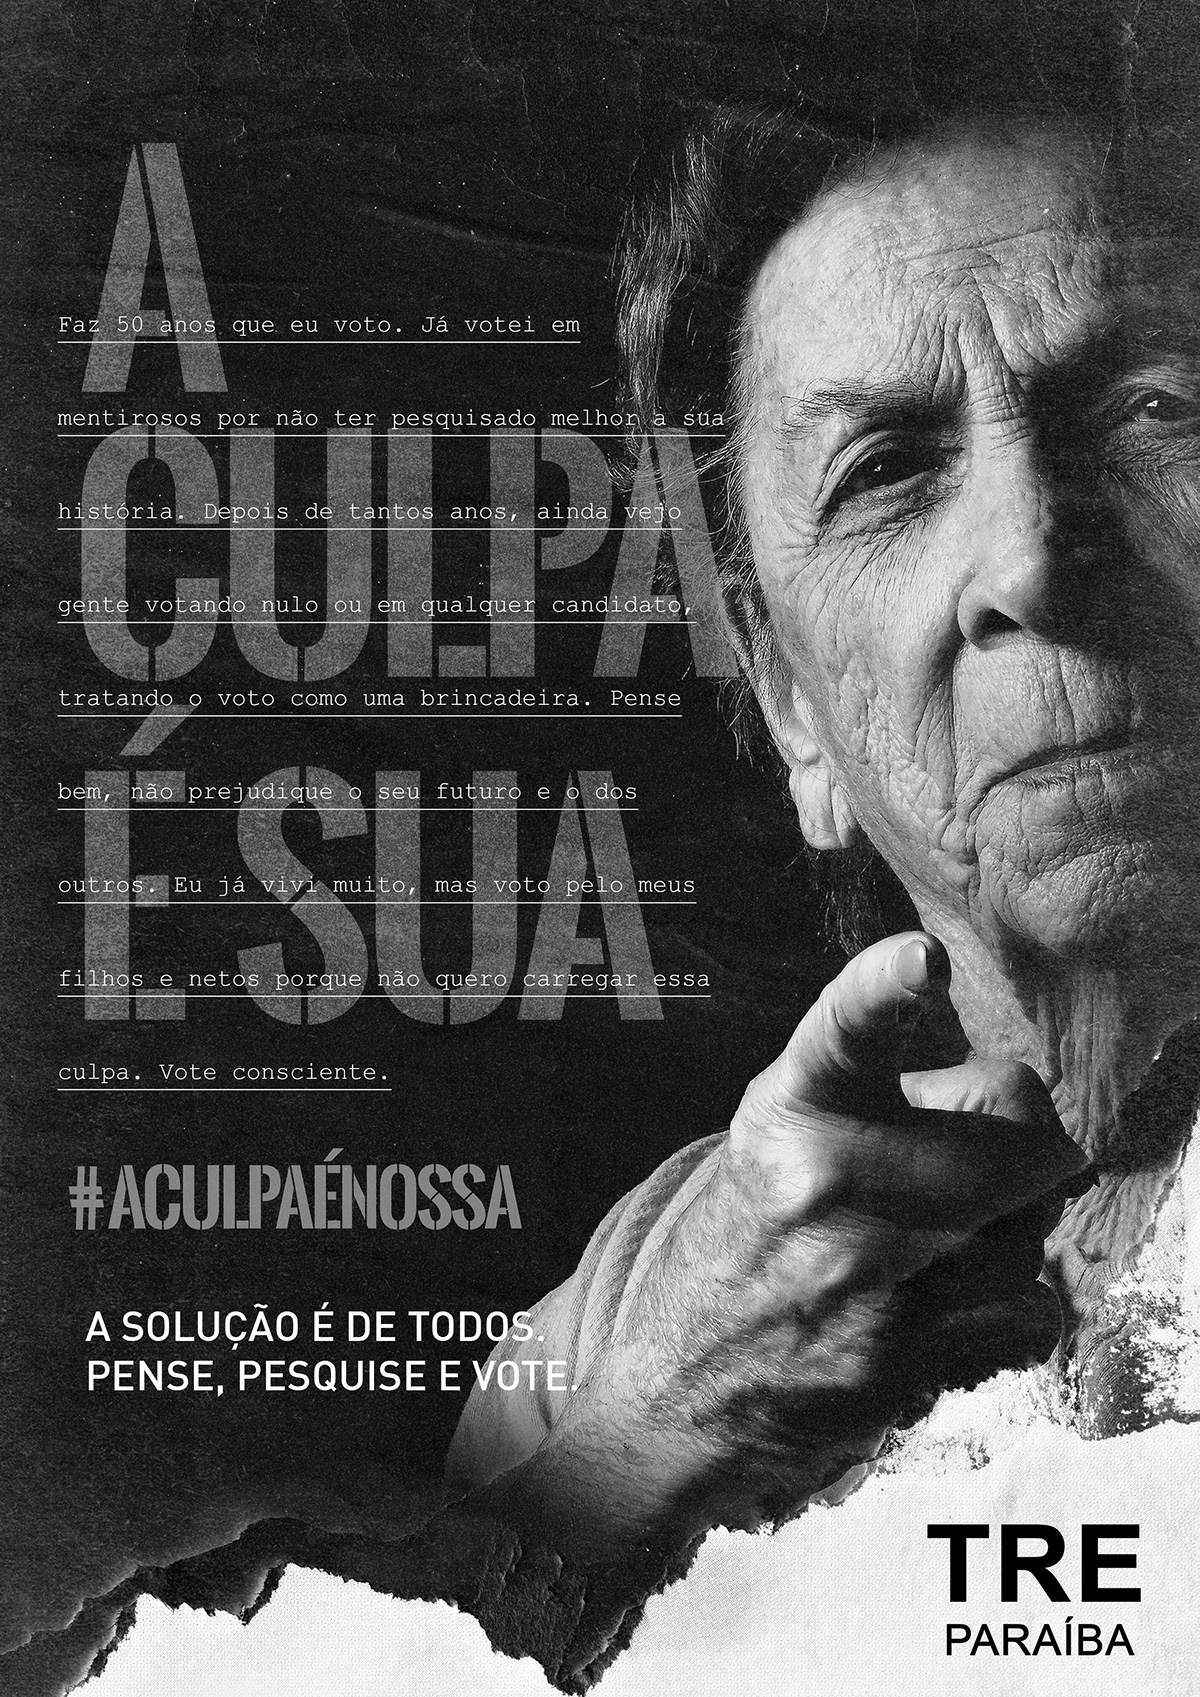 A
CULPA
É SUA
Faz 50 anos que eu voto. Já votei em
mentirosos por não ter pesquisado melhor a sua
história. Depois de tantos anos, ainda vejo
gente votando nulo ou em qualquer candidato,
tratando o voto como uma brincadeira. Pense
bem, não prejudique o seu futuro e o dos
outros. Eu já vivi muito, mas voto pelo meus
filhos e netos porque não quero carregar essa
culpa. Vote consciente.
#ACULPAÉNOSSA
A SOLUÇÃO É DE TODOS.
PENSE, PESQUISE E VOTE.
TRE
PARAÍBA